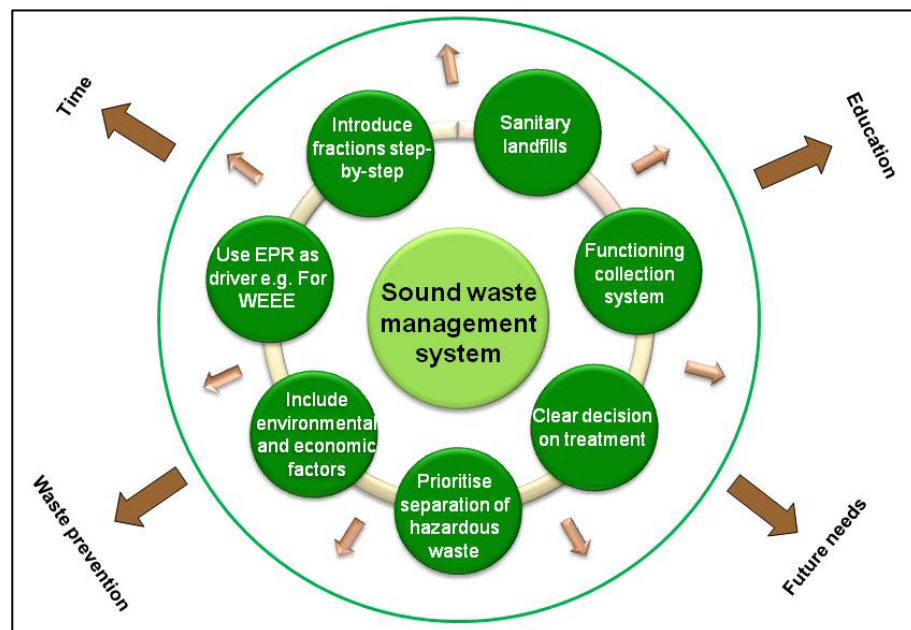 Time
Education
Introduce
fractions step-
by-step
Sanitary
landfills
Use EPR as
driver e.g. For
WEEE
Functioning
collection
system
Sound waste
management
system
Include
environmental
and economic
factors
Clear decision
on treatment
Prioritise
separation of
hazardous
waste
Waste prevention
Future needs